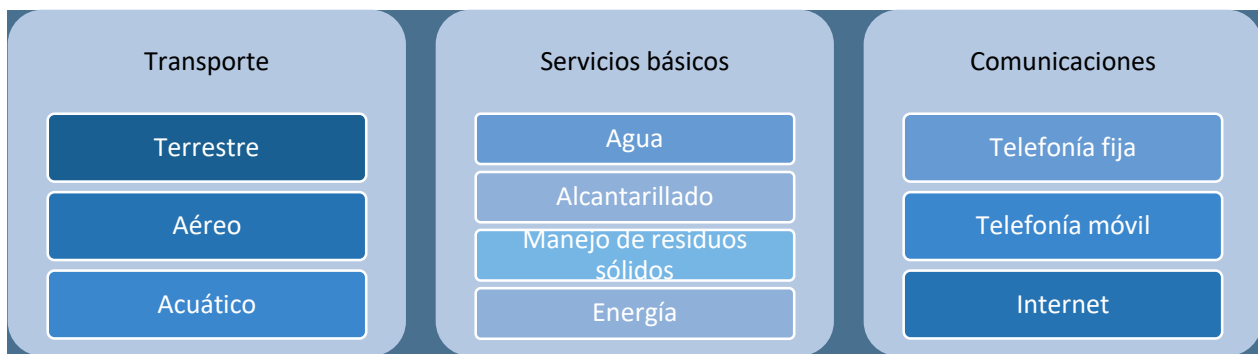 Transporte
Terrestre
Aéreo
Acuático
Servicios básicos
Agua
Alcantarillado
Manejo de residuos
sólidos
Energía
Comunicaciones
Telefonía fija
Telefonía móvil
Internet